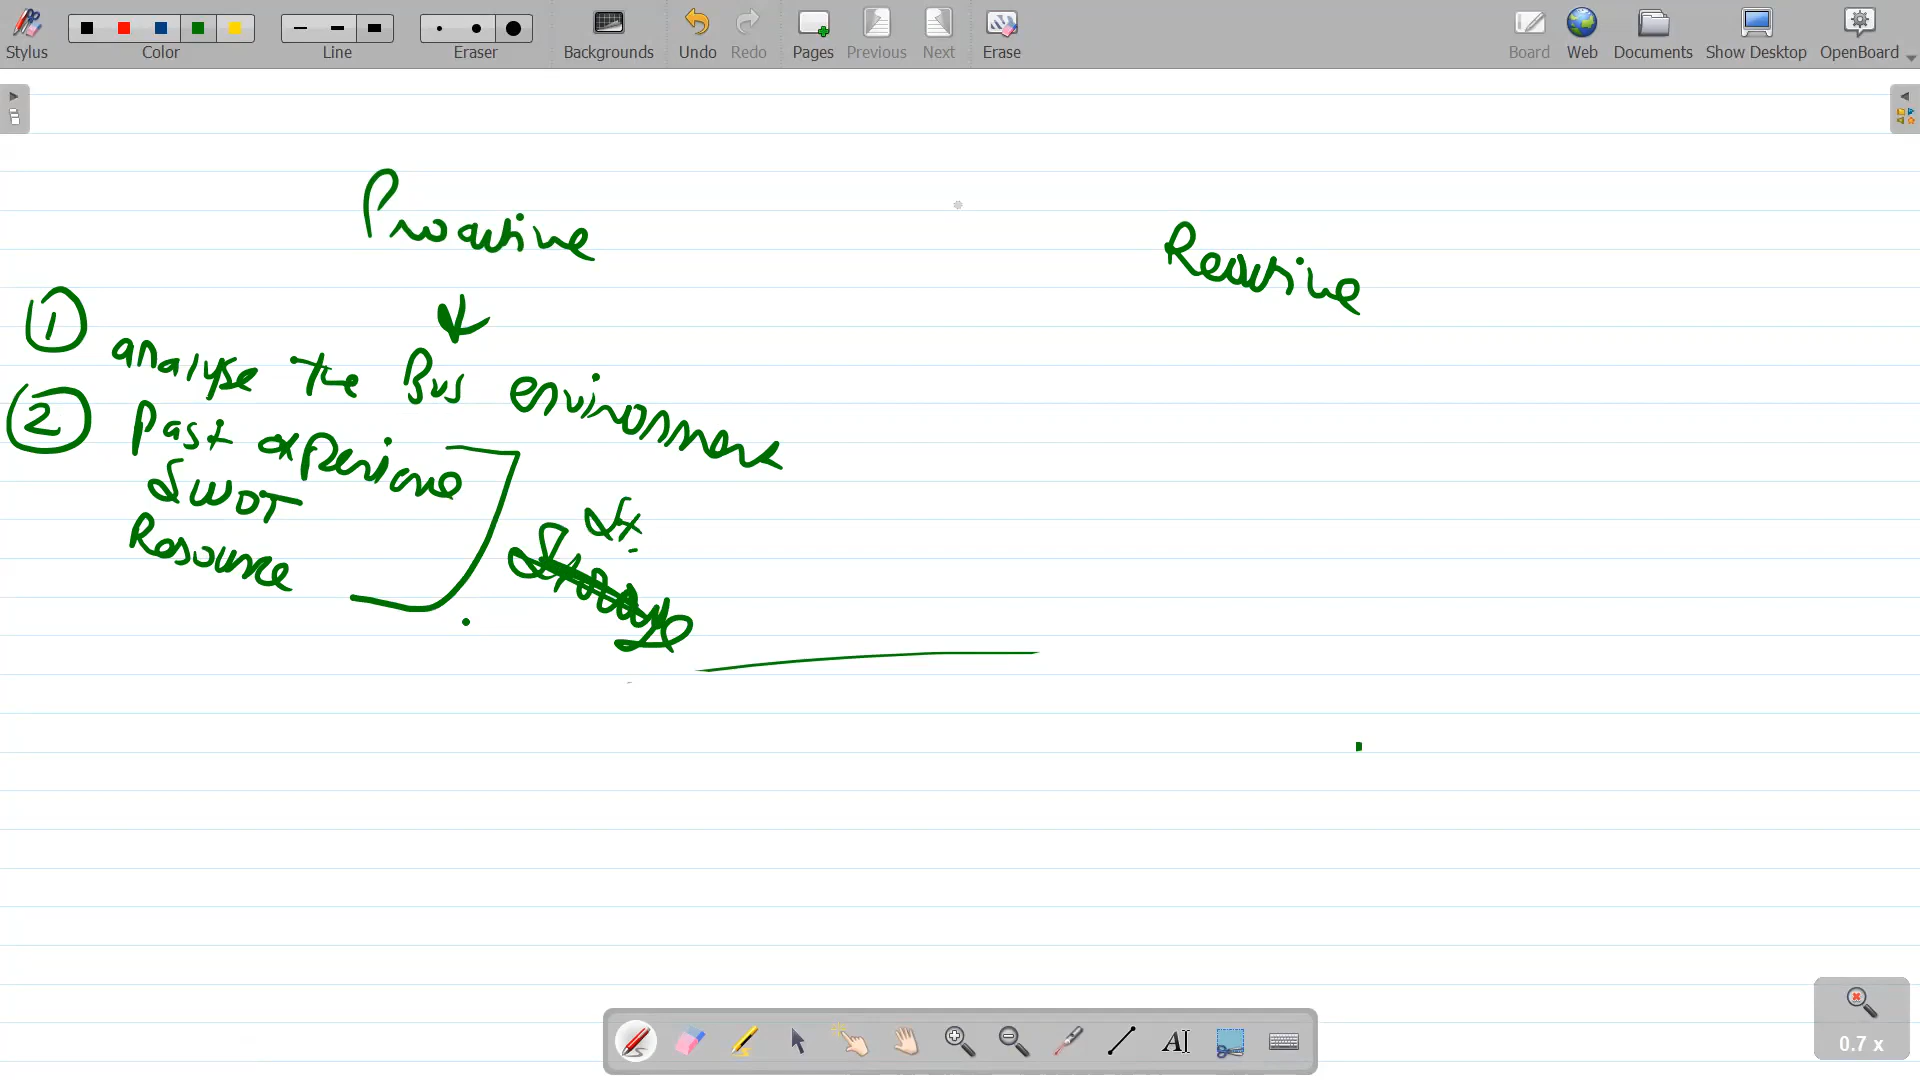 Stylus Color Line Eraser Backgrounds Undo Redo Pages Previous Next Erase Board Web Documents Show Desktop OpenBoard
Proactive
Reactive
1 analyse the Bus environment
2 Past experience
SWOT
Resource
St
0.7 x